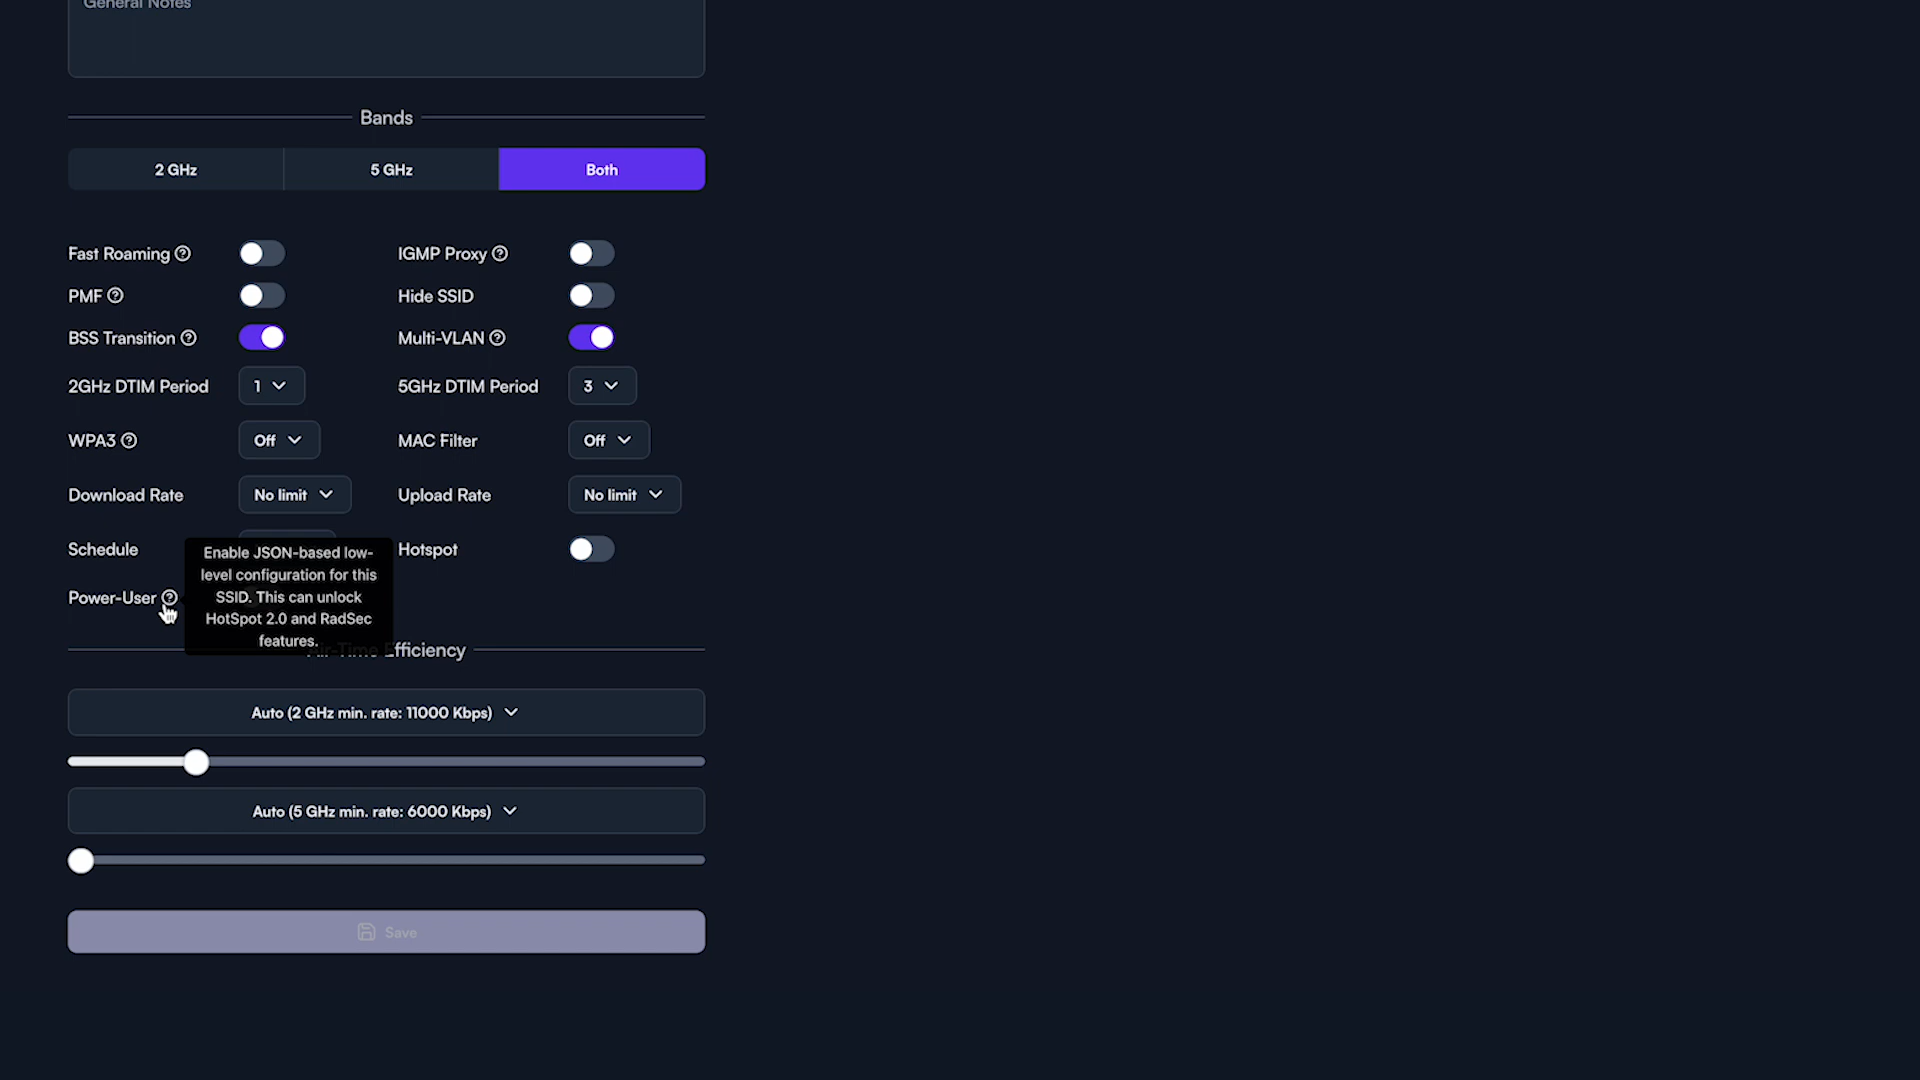 General Notes
Bands
2 GHz
5 GHz
Both
Fast Roaming
IGMP Proxy
PMF
Hide SSID
BSS Transition
Multi-VLAN
2GHz DTIM Period
1
5GHz DTIM Period
3
WPA3
Off
MAC Filter
Off
Download Rate
No limit
Upload Rate
No limit
Schedule
Hotspot
Power-User
Enable JSON-based low-
level configuration for this
SSID. This can unlock
HotSpot 2.0 and RadSec
features.
Air-Time Efficiency
Auto (2 GHz min. rate: 11000 Kbps)
Auto (5 GHz min. rate: 6000 Kbps)
Save